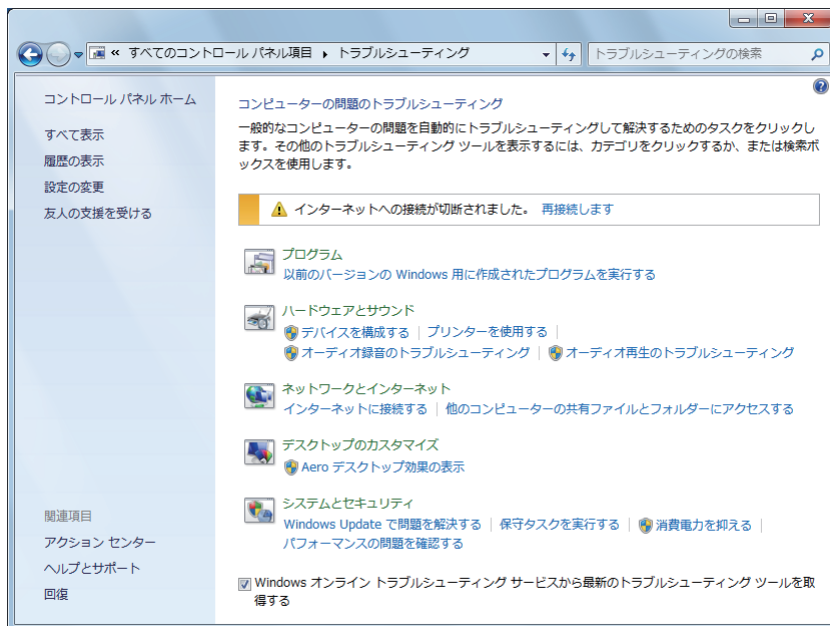 « すべてのコントロール パネル項目 ▸ トラブルシューティング
トラブルシューティングの検索
コントロール パネル ホーム
すべて表示
履歴の表示
設定の変更
友人の支援を受ける
コンピューターの問題のトラブルシューティング
一般的なコンピューターの問題を自動的にトラブルシューティングして解決するためのタスクをクリックし
ます。その他のトラブルシューティング ツールを表示するには、カテゴリをクリックするか、または検索ボ
ックスを使用します。
インターネットへの接続が切断されました。 再接続します
プログラム
以前のバージョンの Windows 用に作成されたプログラムを実行する
ハードウェアとサウンド
デバイスを構成する | プリンターを使用する |
オーディオ録音のトラブルシューティング | オーディオ再生のトラブルシューティング
ネットワークとインターネット
インターネットに接続する | 他のコンピューターの共有ファイルとフォルダーにアクセスする
デスクトップのカスタマイズ
Aero デスクトップ効果の表示
システムとセキュリティ
Windows Update で問題を解決する | 保守タスクを実行する | 消費電力を抑える |
パフォーマンスの問題を確認する
Windows オンライン トラブルシューティング サービスから最新のトラブルシューティング ツールを取
得する
関連項目
アクション センター
ヘルプとサポート
回復